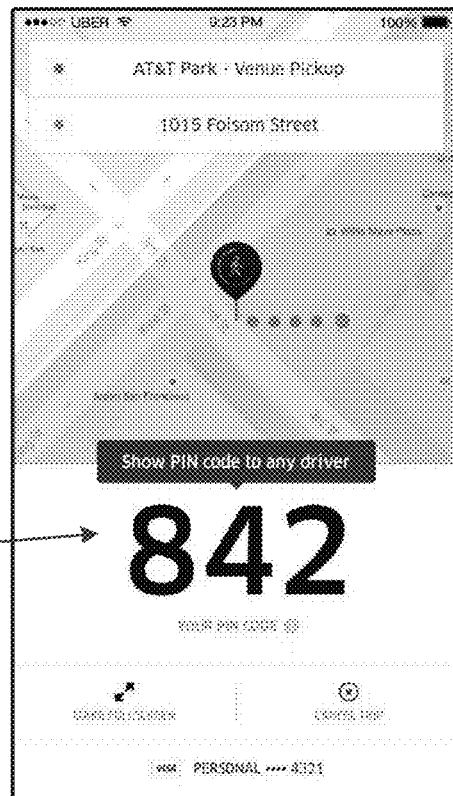 UBER 9:23 PM 100%
AT&T Park - Venue Pickup
1015 Folsom Street
Show PIN code to any driver
842
YOUR PIN CODE
CANCEL TRIP
PERSONAL •••• 4321